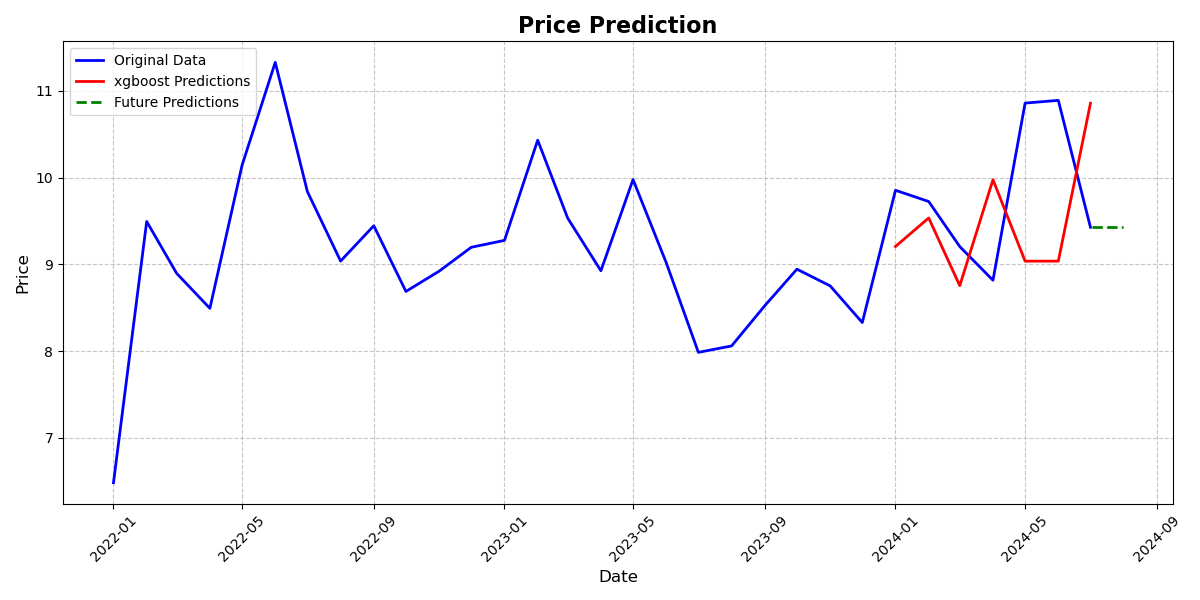 Price Prediction
Original Data
xgboost Predictions
Future Predictions
11
10
9
8
7
Price
2022-01
2022-05
2022-09
2023-01
2023-05
2023-09
2024-01
2024-05
2024-09
Date